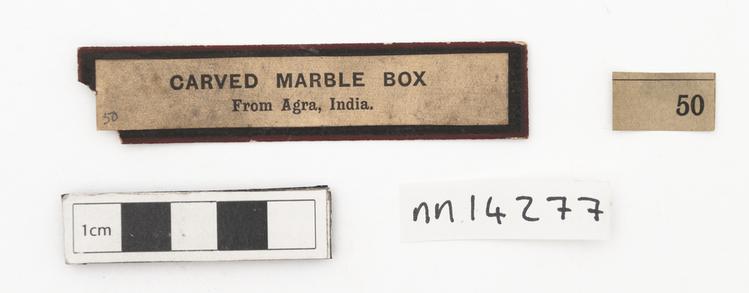 CARVED MARBLE BOX
From Agra, India.
50
50
1cm
nn14277